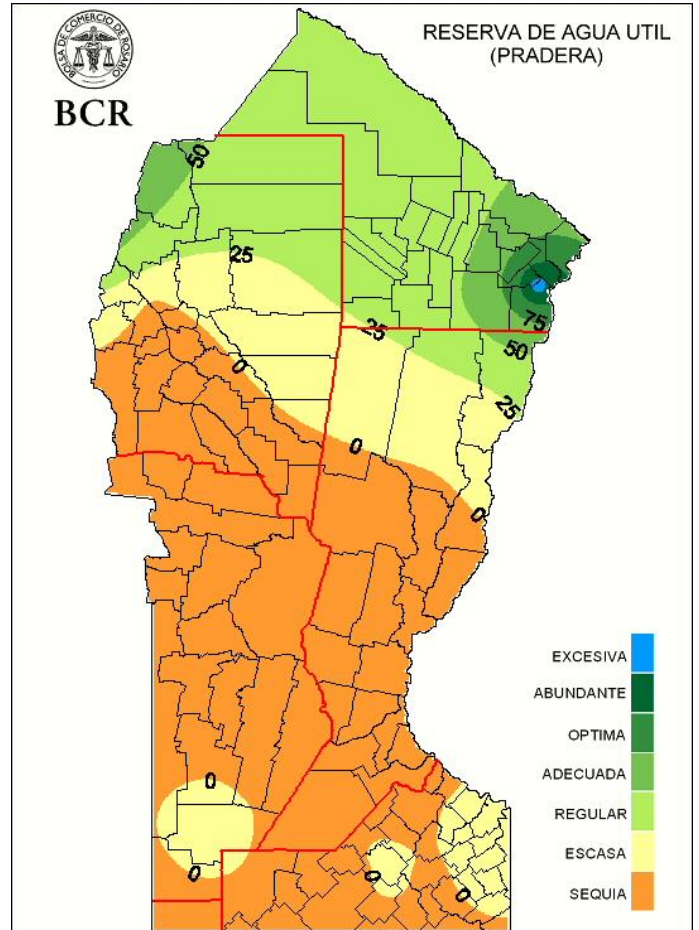 BOLSA DE COMERCIO DE ROSARIO
BCR
RESERVA DE AGUA UTIL
(PRADERA)
50
25
75
25
50
0
25
0
0
0
0
0
0
EXCESIVA
ABUNDANTE
OPTIMA
ADECUADA
REGULAR
ESCASA
SEQUIA